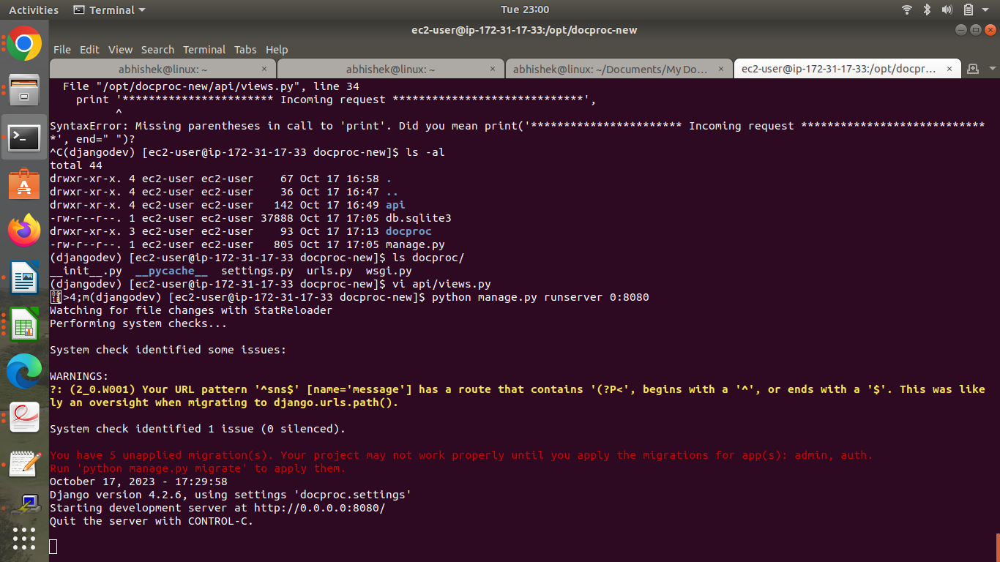 Activities Terminal Tue 23:00
ec2-user@ip-172-31-17-33:/opt/docproc-new
File Edit View Search Terminal Tabs Help
abhishek@linux: ~ × abhishek@linux: ~ × abhishek@linux: ~/Documents/My Do... × ec2-user@ip-172-31-17-33:/opt/docpr... ×
  File "/opt/docproc-new/api/views.py", line 34
    print '*********************** Incoming request *****************************',
          ^
SyntaxError: Missing parentheses in call to 'print'. Did you mean print('*********************** Incoming request ****************************
*', end=" ")?
^C(djangodev) [ec2-user@ip-172-31-17-33 docproc-new]$ ls -al
total 44
drwxr-xr-x. 4 ec2-user ec2-user    67 Oct 17 16:58 .
drwxr-xr-x. 4 ec2-user ec2-user    36 Oct 17 16:47 ..
drwxr-xr-x. 4 ec2-user ec2-user   142 Oct 17 16:49 api
-rw-r--r--. 1 ec2-user ec2-user 37888 Oct 17 17:05 db.sqlite3
drwxr-xr-x. 3 ec2-user ec2-user    93 Oct 17 17:13 docproc
-rw-r--r--. 1 ec2-user ec2-user   805 Oct 17 17:05 manage.py
(djangodev) [ec2-user@ip-172-31-17-33 docproc-new]$ ls docproc/
__init__.py  __pycache__  settings.py  urls.py  wsgi.py
(djangodev) [ec2-user@ip-172-31-17-33 docproc-new]$ vi api/views.py
>4;m(djangodev) [ec2-user@ip-172-31-17-33 docproc-new]$ python manage.py runserver 0:8080
Watching for file changes with StatReloader
Performing system checks...
System check identified some issues:
WARNINGS:
?: (2_0.W001) Your URL pattern '^sns$' [name='message'] has a route that contains '(?P<', begins with a '^', or ends with a '$'. This was like
ly an oversight when migrating to django.urls.path().
System check identified 1 issue (0 silenced).
You have 5 unapplied migration(s). Your project may not work properly until you apply the migrations for app(s): admin, auth.
Run 'python manage.py migrate' to apply them.
October 17, 2023 - 17:29:58
Django version 4.2.6, using settings 'docproc.settings'
Starting development server at http://0.0.0.0:8080/
Quit the server with CONTROL-C.